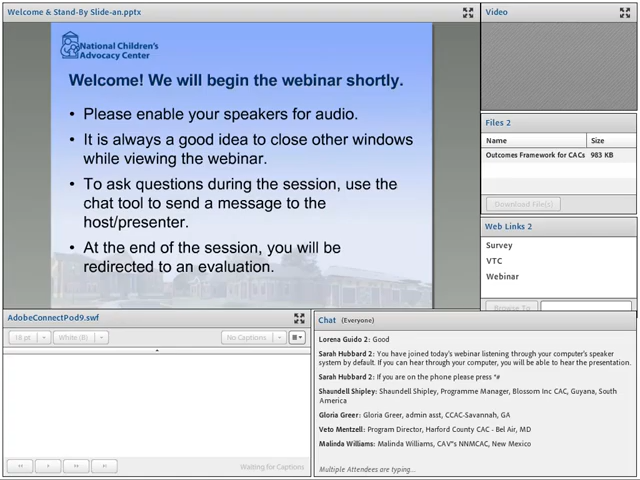 Welcome & Stand-By Slide-an.pptx
National Children's
Advocacy Center
Welcome! We will begin the webinar shortly.
• Please enable your speakers for audio.
• It is always a good idea to close other windows
while viewing the webinar.
• To ask questions during the session, use the
chat tool to send a message to the
host/presenter.
• At the end of the session, you will be
redirected to an evaluation.
Video
Files 2
Name Size
Outcomes Framework for CACs 983 KB
Download File(s)
Web Links 2
Survey
VTC
Webinar
Browse To
AdobeConnectPod9.swf
18 pt White (B) No Captions
Waiting for Captions
Chat (Everyone)
Lorena Guido 2: Good
Sarah Hubbard 2: You have joined today's webinar listening through your computer's speaker
system by default. If you can hear through your computer, you will be able to hear the presentation.
Sarah Hubbard 2: If you are on the phone please press *#
Shaundell Shipley: Shaundell Shipley, Programme Manager, Blossom Inc CAC, Guyana, South
America
Gloria Greer: Gloria Greer, admin asst, CCAC-Savannah, GA
Veto Mentzell: Program Director, Harford County CAC - Bel Air, MD
Malinda Williams: Malinda Williams, CAV"s NNMCAC, New Mexico
Multiple Attendees are typing...